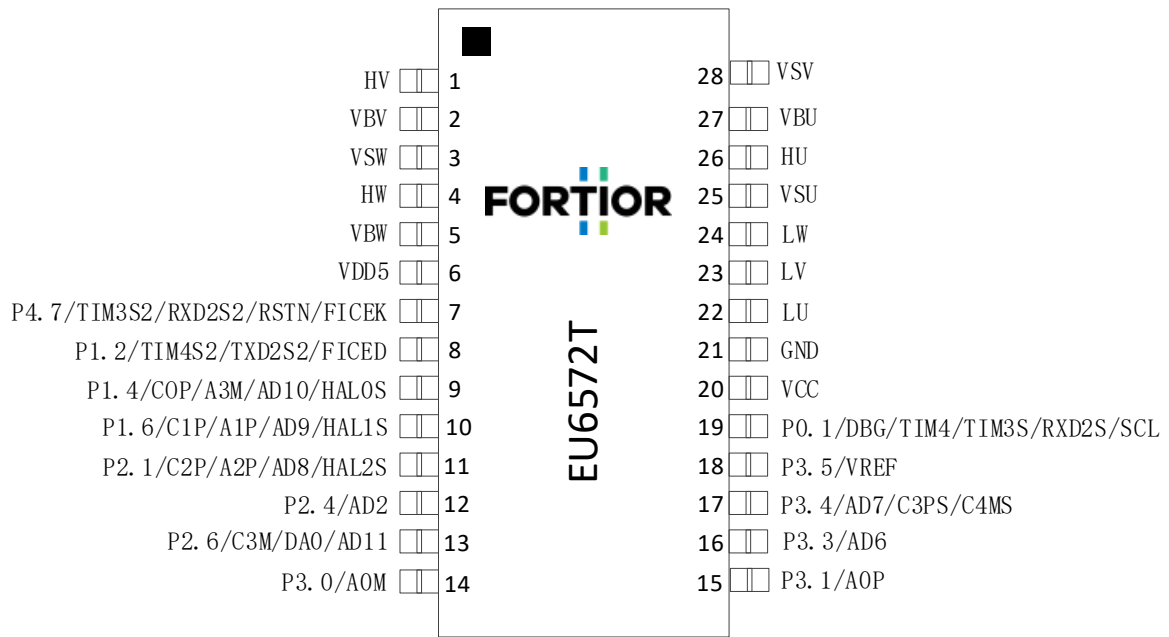 HV 1
VBV 2
VSW 3
HW 4
VBW 5
VDD5 6
P4.7/TIM3S2/RXD2S2/RSTN/FICEK 7
P1.2/TIM4S2/TXD2S2/FICED 8
P1.4/C0P/A3M/AD10/HAL0S 9
P1.6/C1P/A1P/AD9/HAL1S 10
P2.1/C2P/A2P/AD8/HAL2S 11
P2.4/AD2 12
P2.6/C3M/DA0/AD11 13
P3.0/A0M 14
FORTIOR
EU6572T
28 VSV
27 VBU
26 HU
25 VSU
24 LW
23 LV
22 LU
21 GND
20 VCC
19 P0.1/DBG/TIM4/TIM3S/RXD2S/SCL
18 P3.5/VREF
17 P3.4/AD7/C3PS/C4MS
16 P3.3/AD6
15 P3.1/A0P